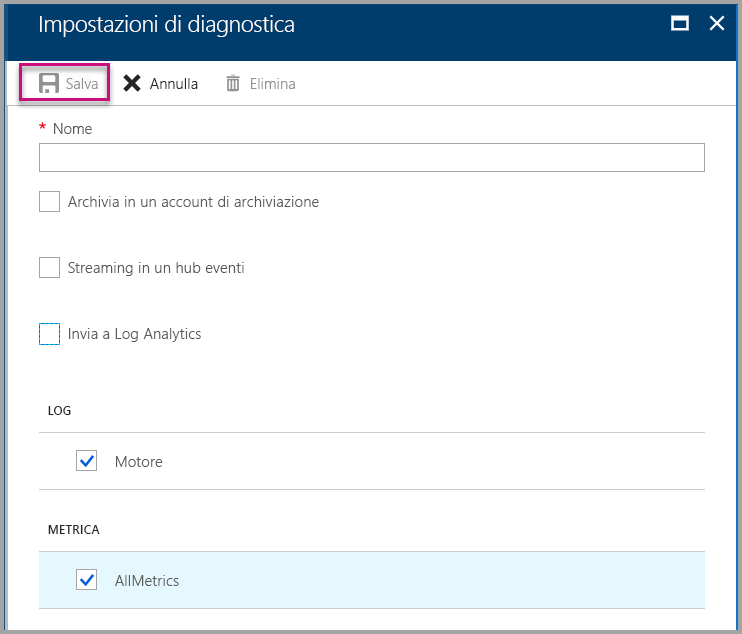 Impostazioni di diagnostica
Salva Annulla Elimina
* Nome
Archivia in un account di archiviazione
Streaming in un hub eventi
Invia a Log Analytics
LOG
Motore
METRICA
AllMetrics